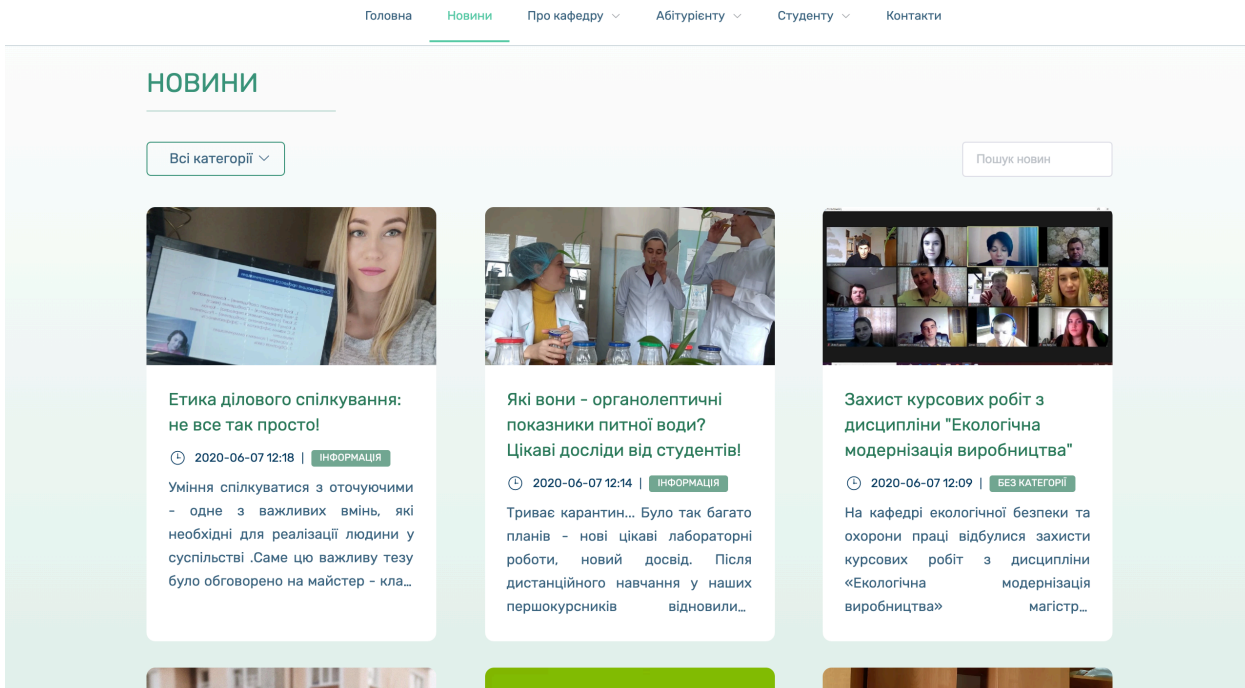 Головна Новини Про кафедру Абітурієнту Студенту Контакти
НОВИНИ
Всі категорії
Пошук новин
Етика ділового спілкування:
не все так просто!
2020-06-07 12:18 | ІНФОРМАЦІЯ
Уміння спілкуватися з оточуючими
- одне з важливих вмінь, які
необхідні для реалізації людини у
суспільстві .Саме цю важливу тезу
було обговорено на майстер - кла...
Які вони - органолептичні
показники питної води?
Цікаві досліди від студентів!
2020-06-07 12:14 | ІНФОРМАЦІЯ
Триває карантин... Було так багато
планів - нові цікаві лабораторні
роботи, новий досвід. Після
дистанційного навчання у наших
першокурсників відновили...
Захист курсових робіт з
дисципліни "Екологічна
модернізація виробництва"
2020-06-07 12:09 | БЕЗ КАТЕГОРІЇ
На кафедрі екологічної безпеки та
охорони праці відбулися захисти
курсових робіт з дисципліни
«Екологічна модернізація
виробництва» магістр...